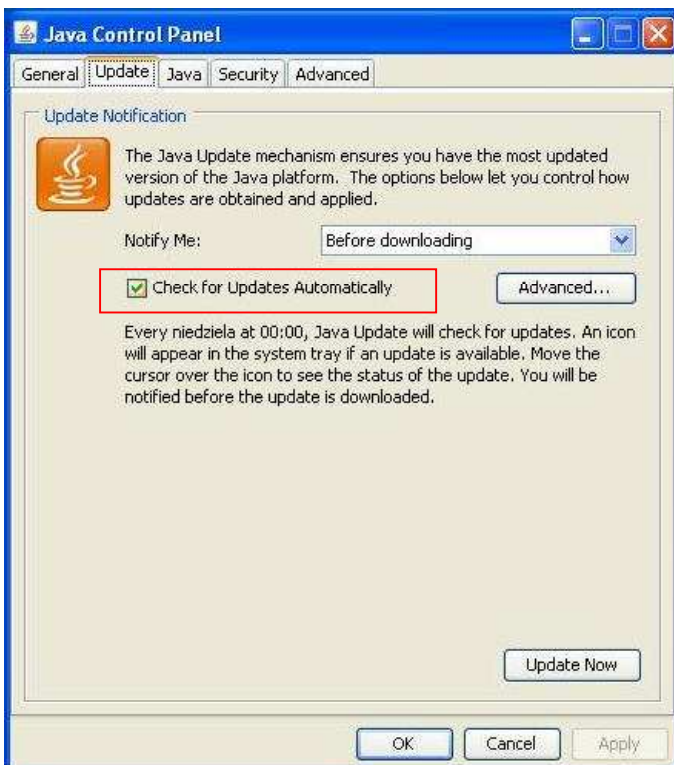 Java Control Panel
General Update Java Security Advanced
Update Notification
The Java Update mechanism ensures you have the most updated
version of the Java platform. The options below let you control how
updates are obtained and applied.
Notify Me: Before downloading
Check for Updates Automatically Advanced...
Every niedziela at 00:00, Java Update will check for updates. An icon
will appear in the system tray if an update is available. Move the
cursor over the icon to see the status of the update. You will be
notified before the update is downloaded.
Update Now
OK Cancel Apply